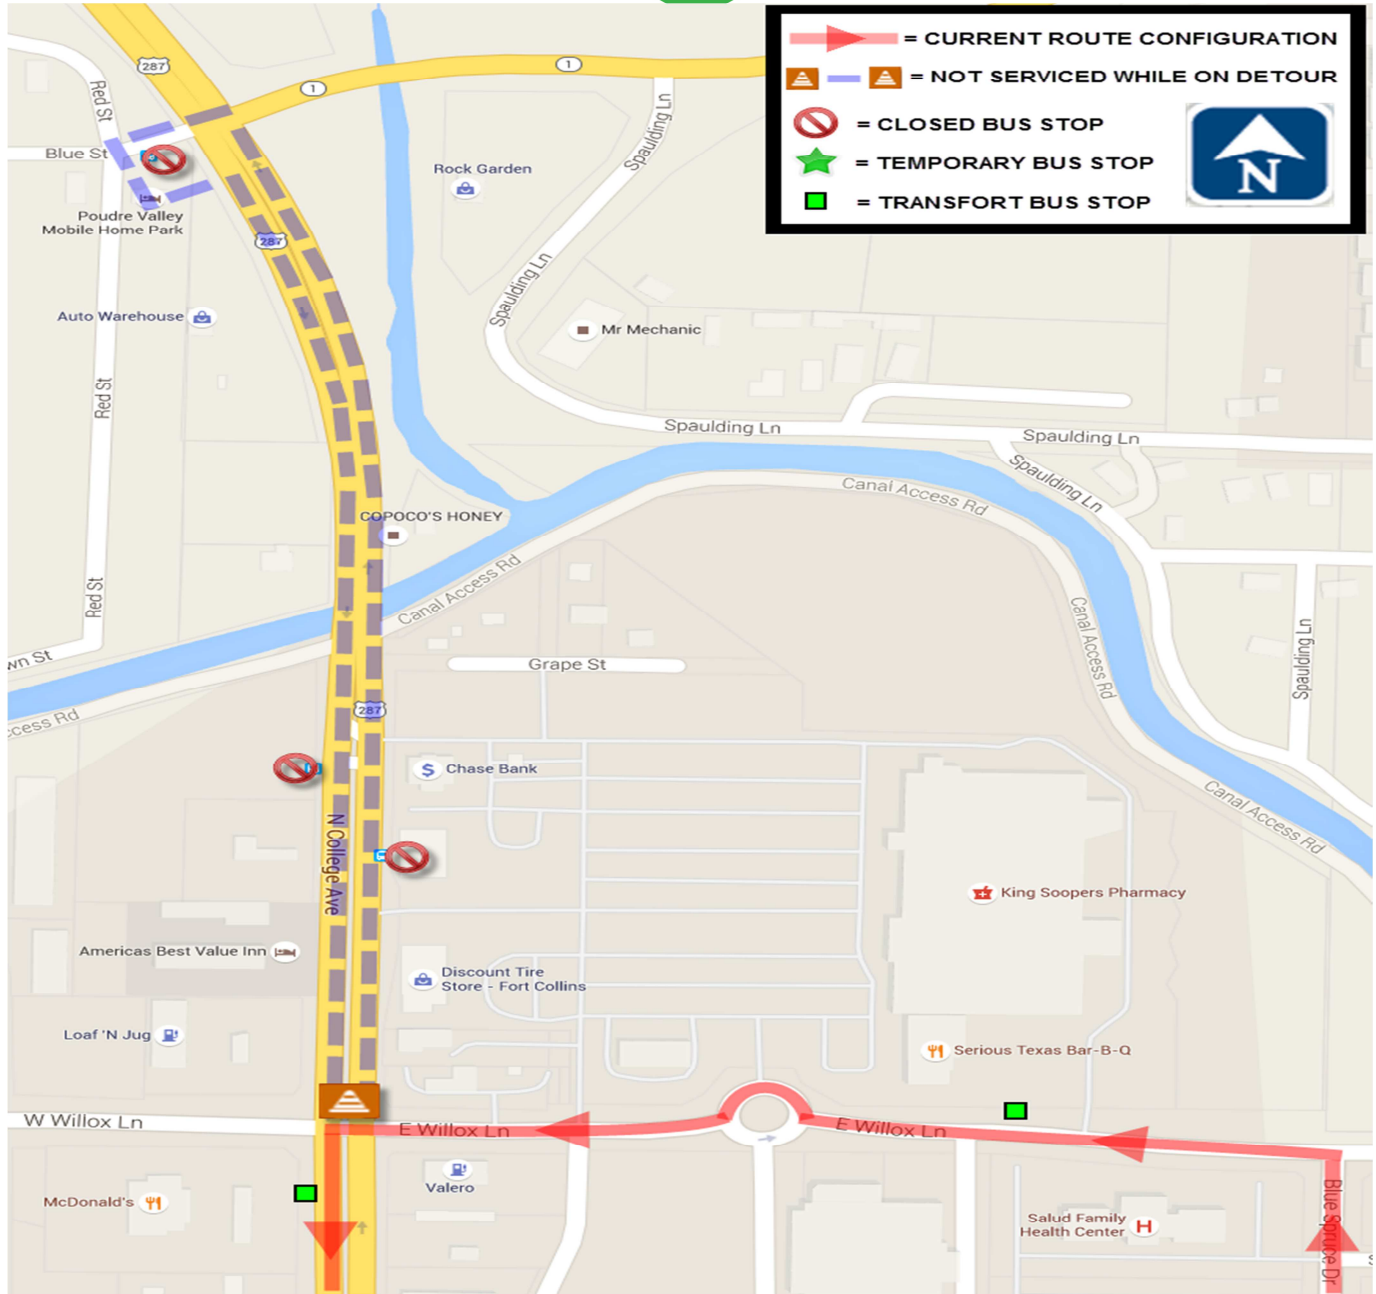 = CURRENT ROUTE CONFIGURATION
= NOT SERVICED WHILE ON DETOUR
= CLOSED BUS STOP
= TEMPORARY BUS STOP
= TRANSFORT BUS STOP
N
287
1
1
Red St
Blue St
Spaulding Ln
Rock Garden
Poudre Valley
Mobile Home Park
287
Spaulding Ln
Auto Warehouse
Mr Mechanic
Red St
Spaulding Ln
Spaulding Ln
Spaulding Ln
Canal Access Rd
COPOCO'S HONEY
Red St
Canal Access Rd
Canal Access Rd
wn St
Grape St
Spaulding Ln
287
ccess Rd
Chase Bank
Canal Access Rd
N College Ave
King Soopers Pharmacy
Americas Best Value Inn
Discount Tire
Store - Fort Collins
Loaf 'N Jug
Serious Texas Bar-B-Q
W Willox Ln
E Willox Ln
E Willox Ln
Valero
McDonald's
Salud Family
Health Center
H
Blue Spruce Dr